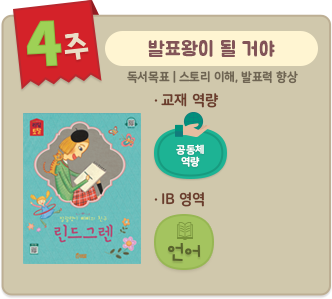 4주
발표왕이 될 거야
독서목표 | 스토리 이해, 발표력 향상
· 교재 역량
공동체
역량
· IB 영역
언어
린드그렌